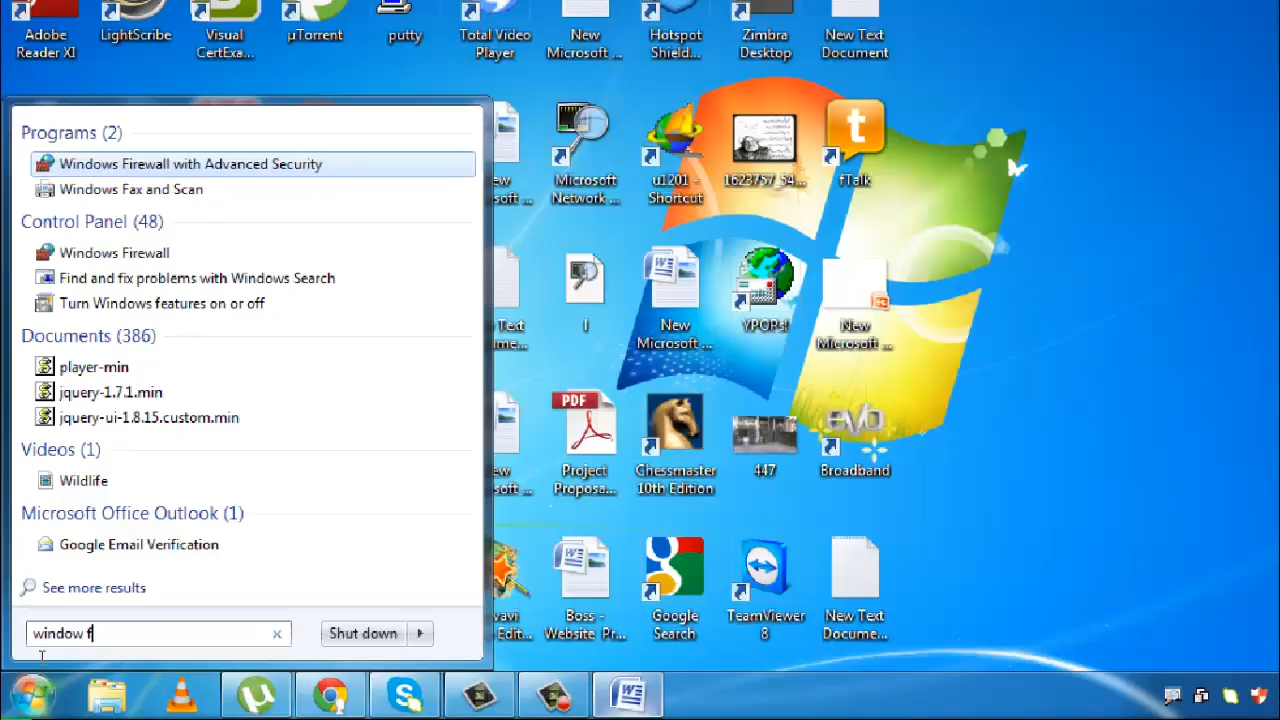 Adobe
Reader XI
LightScribe
Visual
CertExa...
µTorrent
putty
Total Video
Player
New
Microsoft ...
Hotspot
Shield...
Zimbra
Desktop
New Text
Document
Programs (2)
Windows Firewall with Advanced Security
Windows Fax and Scan
Control Panel (48)
Windows Firewall
Find and fix problems with Windows Search
Turn Windows features on or off
Documents (386)
player-min
jquery-1.7.1.min
jquery-ui-1.8.15.custom.min
Videos (1)
Wildlife
Microsoft Office Outlook (1)
Google Email Verification
See more results
window f
Shut down
Microsoft
Network ...
u1201 -
Shortcut
1623757_54...
t
fTalk
I
New
Microsoft ...
YPOPs!
New
Microsoft ...
PDF
Project
Proposa...
Chessmaster
10th Edition
447
evo
Broadband
Boss -
Website Pr...
Google
Search
TeamViewer
8
New Text
Docume...